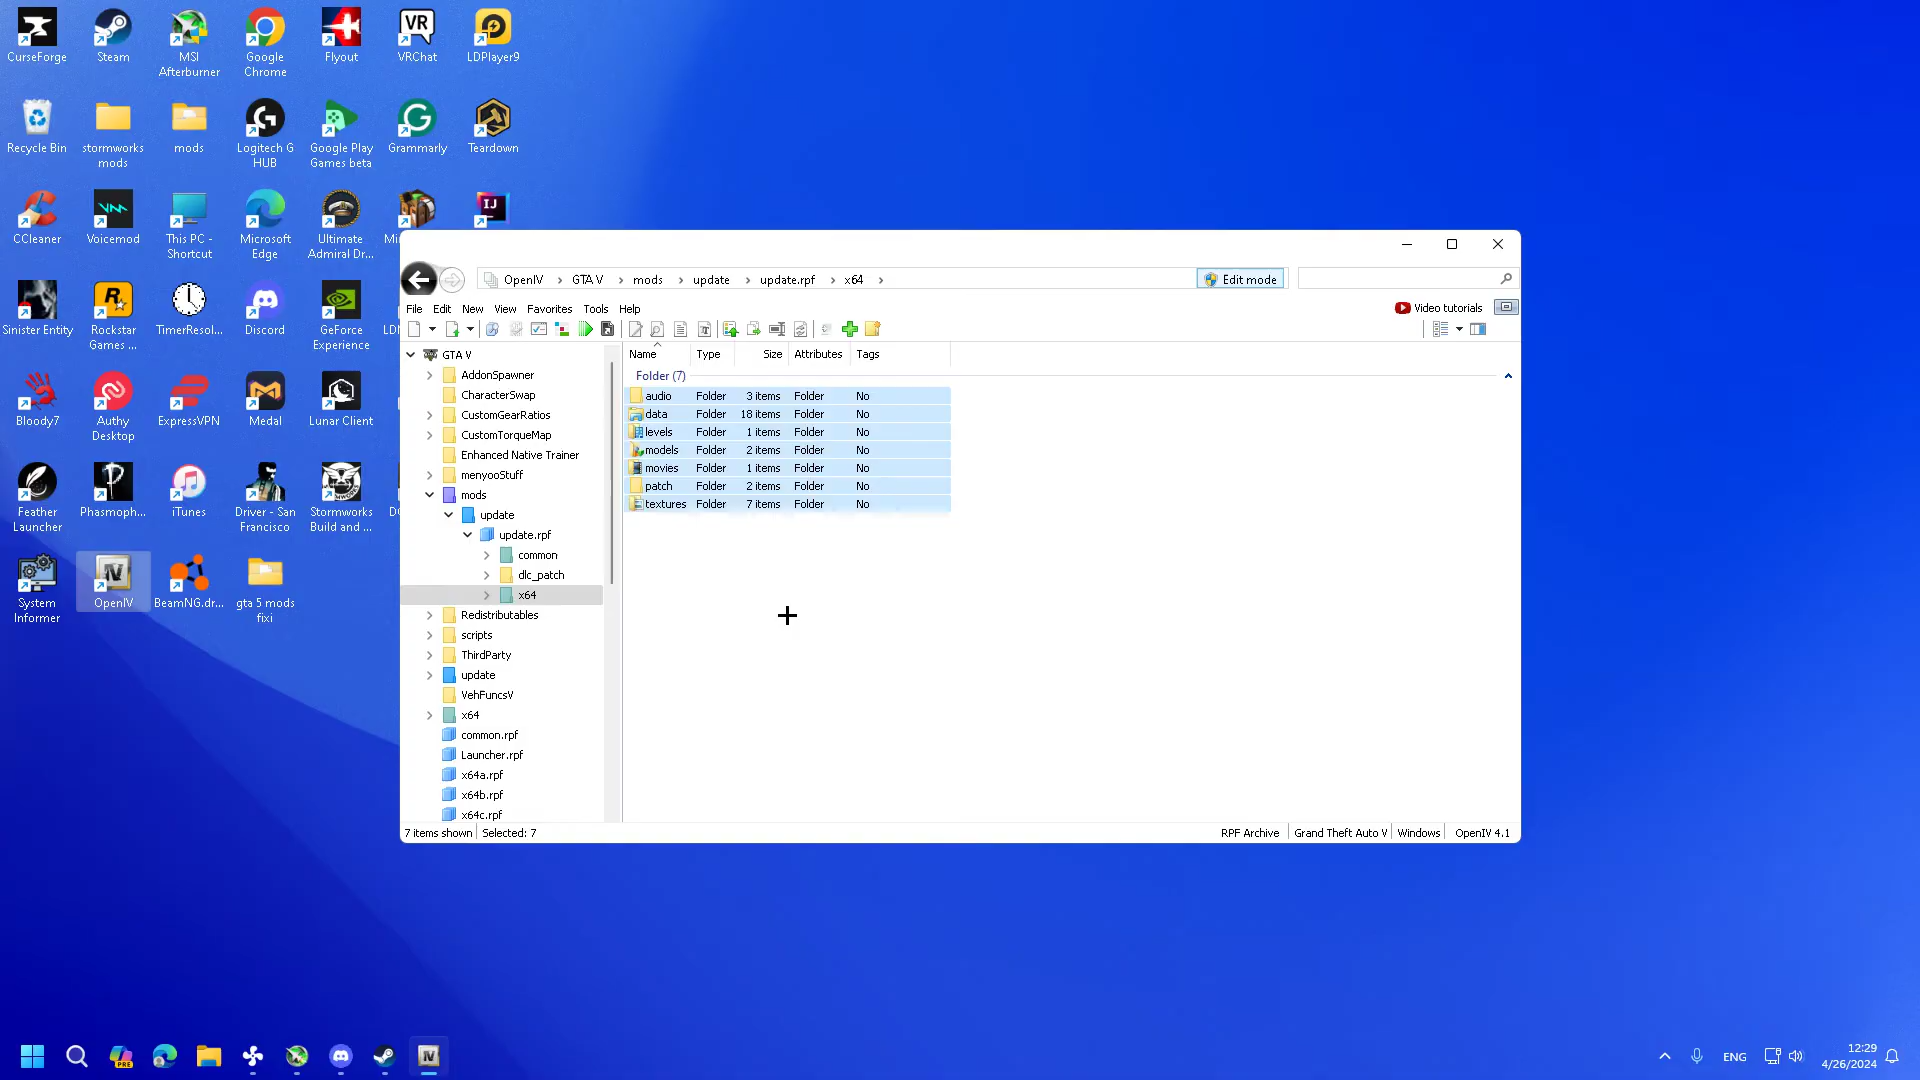 CurseForge
Steam
MSI
Afterburner
Google
Chrome
Flyout
VRChat
LDPlayer9
Recycle Bin
stormworks
mods
mods
Logitech G
HUB
Google Play
Games beta
Grammarly
Teardown
CCleaner
Voicemod
This PC -
Shortcut
Microsoft
Edge
Ultimate
Admiral Dr...
Sinister Entity
Rockstar
Games ...
TimerResol...
Discord
GeForce
Experience
Bloody7
Authy
Desktop
ExpressVPN
Medal
Lunar Client
Feather
Launcher
Phasmoph...
iTunes
Driver - San
Francisco
Stormworks
Build and ...
System
Informer
OpenIV
BeamNG.dr...
gta 5 mods
fixi
OpenIV > GTA V > mods > update > update.rpf > x64 >
Edit mode
File Edit New View Favorites Tools Help
Video tutorials
GTA V
AddonSpawner
CharacterSwap
CustomGearRatios
CustomTorqueMap
Enhanced Native Trainer
menyooStuff
mods
update
update.rpf
common
dlc_patch
x64
Redistributables
scripts
ThirdParty
update
VehFuncsV
x64
common.rpf
Launcher.rpf
x64a.rpf
x64b.rpf
x64c.rpf
Name Type Size Attributes Tags
Folder (7)
audio Folder 3 items Folder No
data Folder 18 items Folder No
levels Folder 1 items Folder No
models Folder 2 items Folder No
movies Folder 1 items Folder No
patch Folder 2 items Folder No
textures Folder 7 items Folder No
7 items shown Selected: 7
RPF Archive Grand Theft Auto V Windows OpenIV 4.1
ENG
12:29
4/26/2024